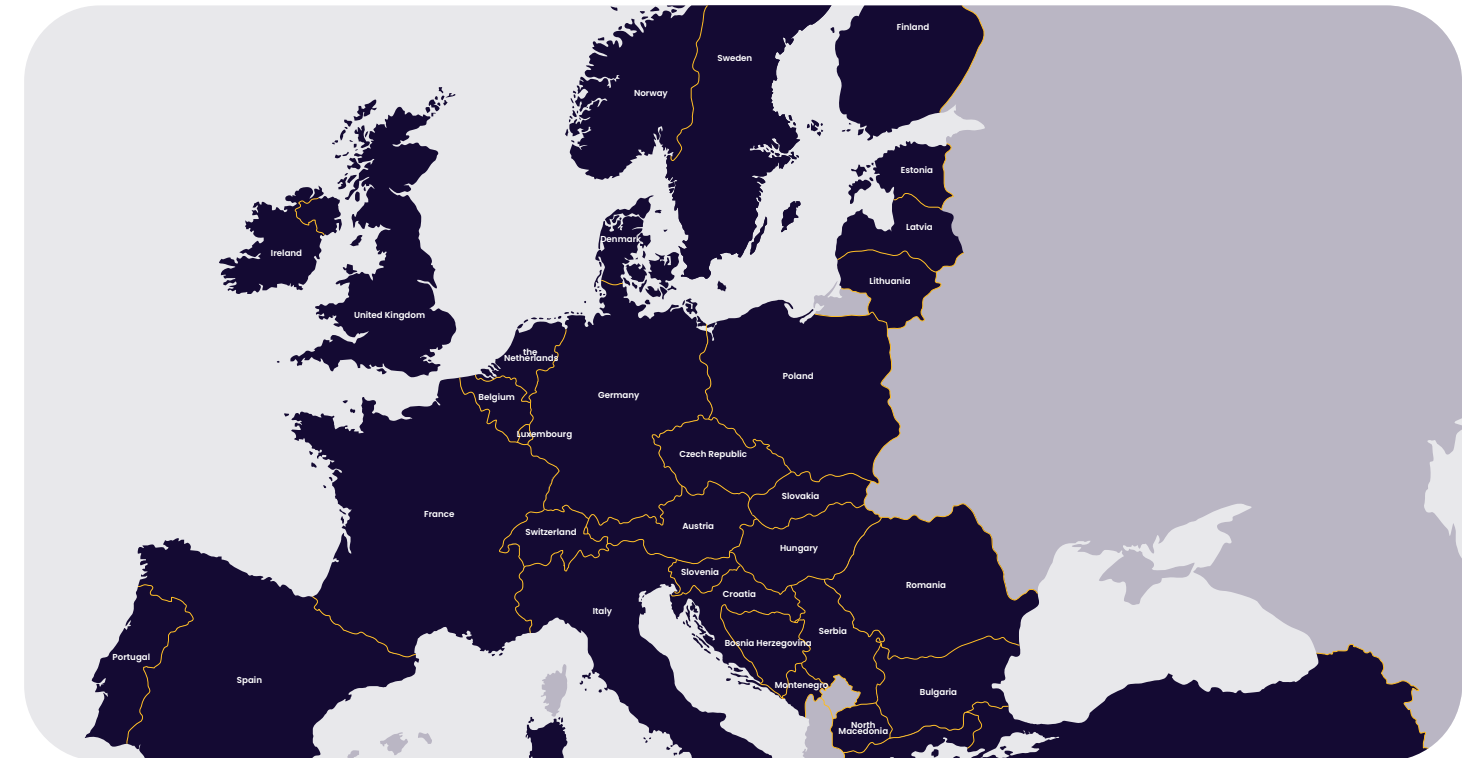 Finland
Sweden
Norway
Estonia
Latvia
Denmark
Ireland
Lithuania
United Kingdom
the
Netherlands
Poland
Germany
Belgium
Luxembourg
Czech Republic
Slovakia
France
Austria
Switzerland
Hungary
Slovenia
Romania
Croatia
Italy
Serbia
Bosnia Herzegovina
Portugal
Spain
Montenegro
Bulgaria
North
Macedonia